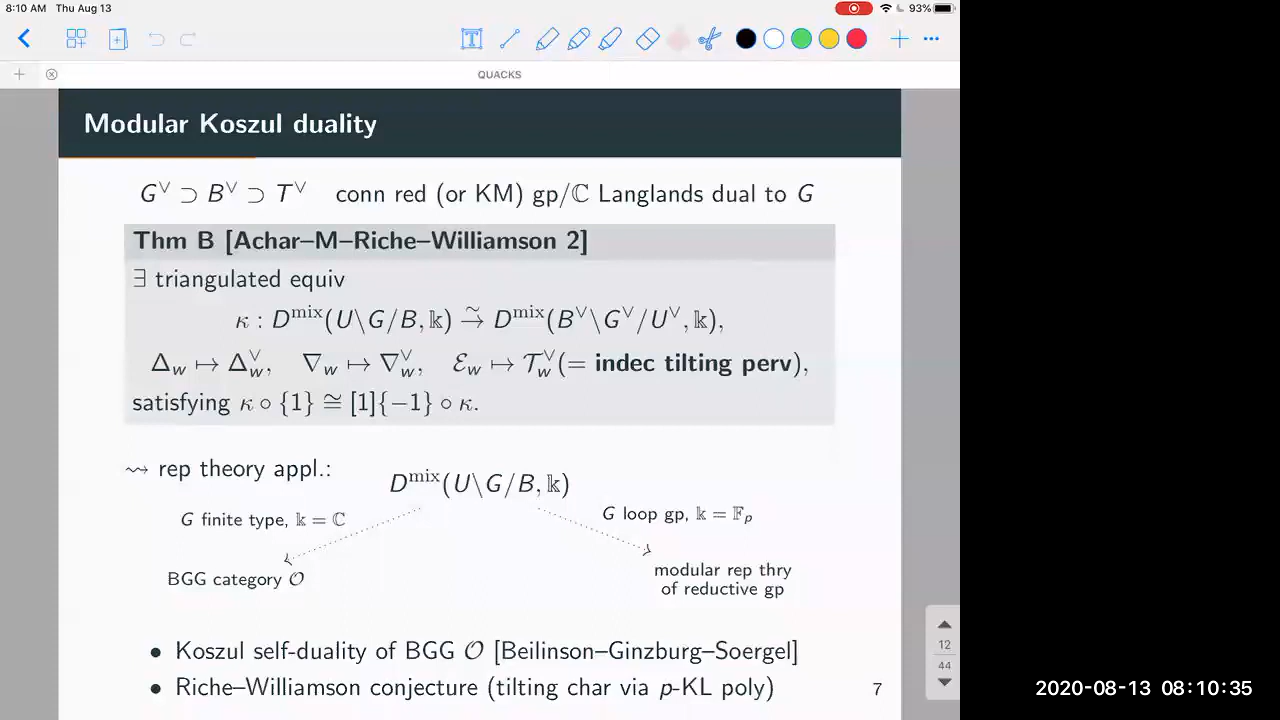 8:10 AM Thu Aug 13
93%
QUACKS
Modular Koszul duality
G^∨ ⊃ B^∨ ⊃ T^∨ conn red (or KM) gp/ℂ Langlands dual to G
Thm B [Achar–M–Riche–Williamson 2]
∃ triangulated equiv
κ : D^mix(U\G/B, 𝕜) →̃ D^mix(B^∨\G^∨/U^∨, 𝕜),
Δ_w ↦ Δ_w^∨, ∇_w ↦ ∇_w^∨, ℰ_w ↦ 𝒯_w^∨(= indec tilting perv),
satisfying κ ∘ {1} ≅ [1]{−1} ∘ κ.
⇝ rep theory appl.:
D^mix(U\G/B, 𝕜)
G finite type, 𝕜 = ℂ
G loop gp, 𝕜 = 𝔽_p
BGG category 𝒪
modular rep thry
of reductive gp
• Koszul self-duality of BGG 𝒪 [Beilinson–Ginzburg–Soergel]
• Riche–Williamson conjecture (tilting char via p-KL poly)
7
12
44
2020-08-13 08:10:35